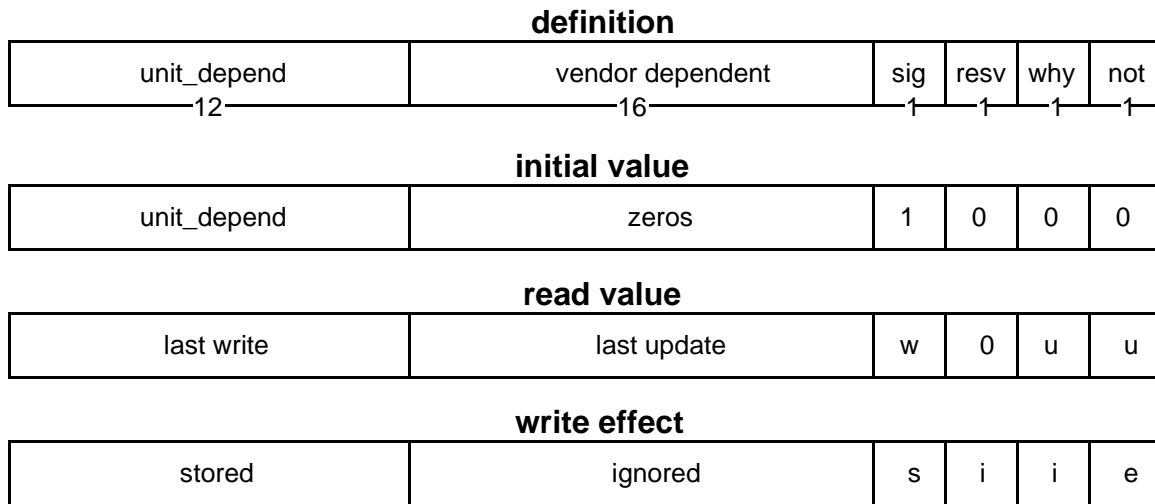 definition
unit_depend vendor dependent sig resv why not
12 16 1 1 1 1
initial value
unit_depend zeros 1 0 0 0
read value
last write last update w 0 u u
write effect
stored ignored s i i e